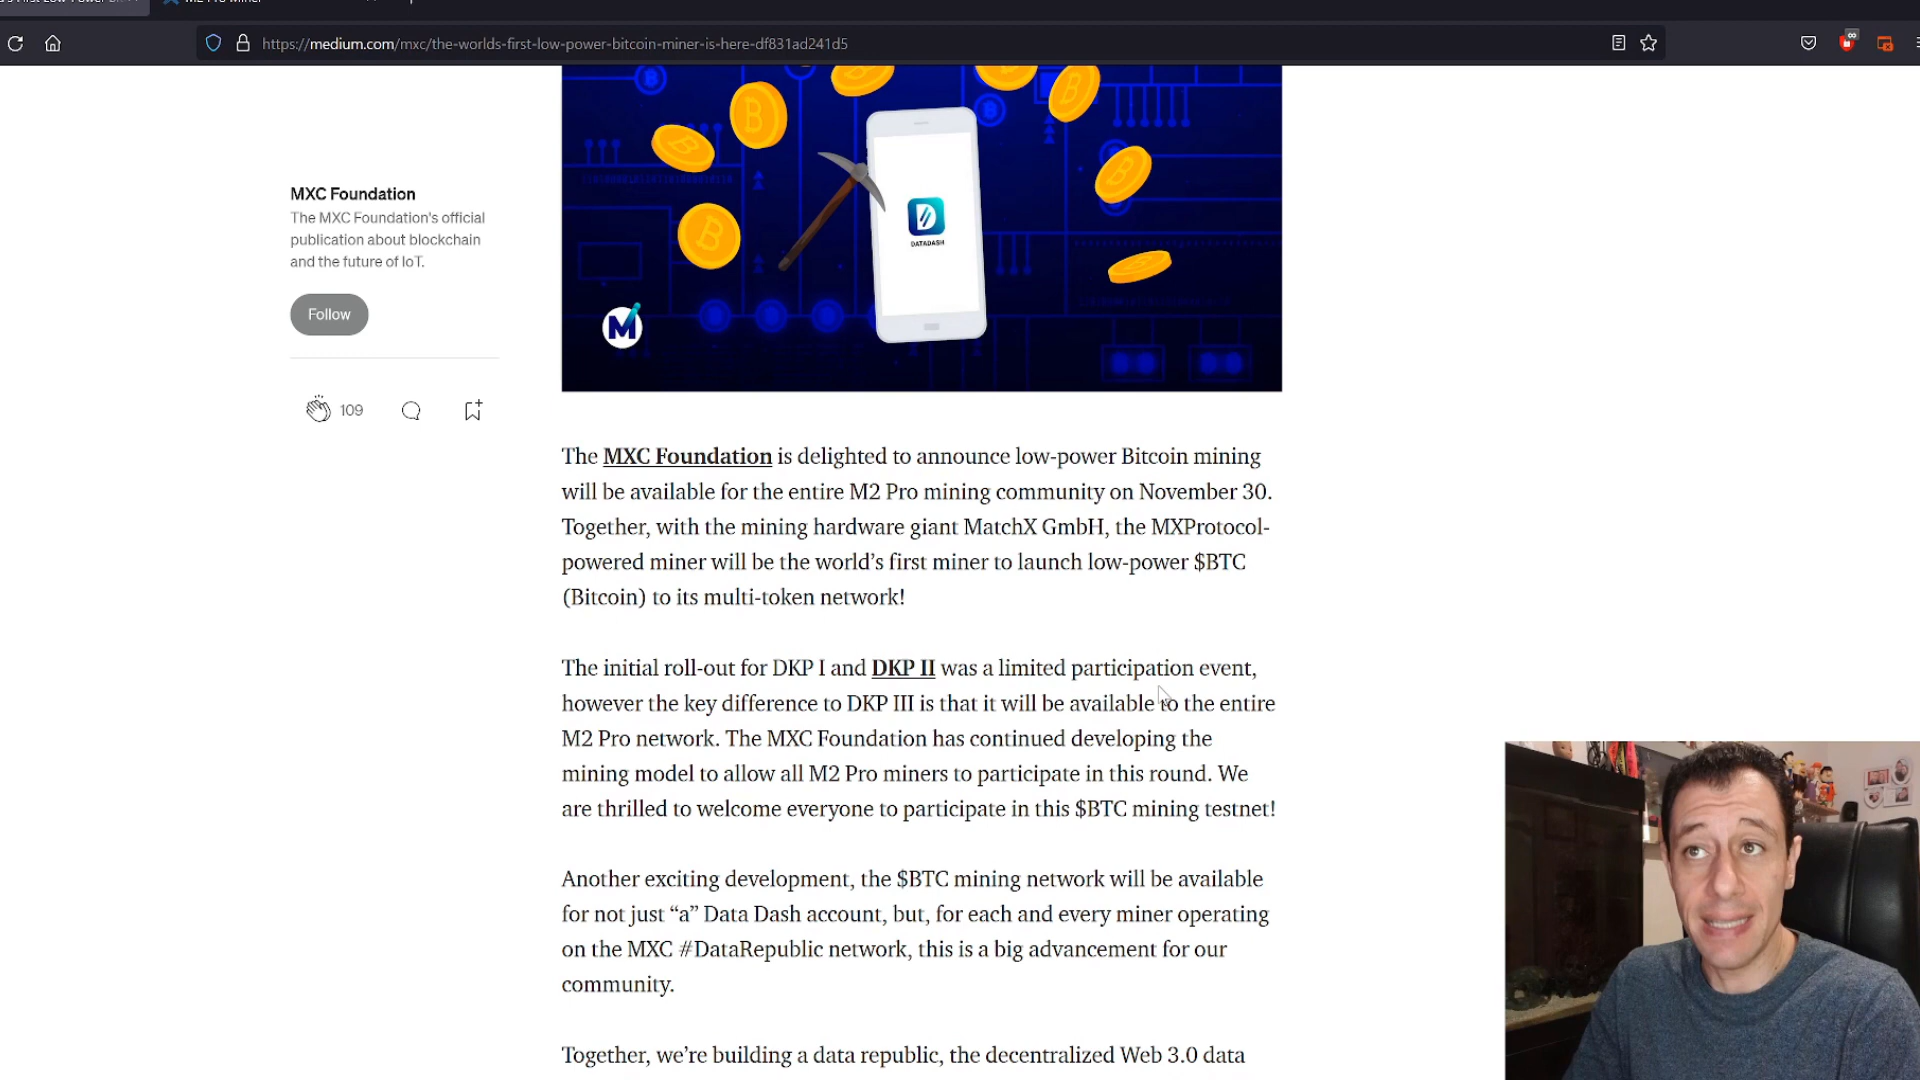 M2 Pro Miner
https://medium.com/mxc/the-worlds-first-low-power-bitcoin-miner-is-here-df831ad241d5
DATADASH
M
MXC Foundation
The MXC Foundation's official
publication about blockchain
and the future of IoT.
Follow
109
The MXC Foundation is delighted to announce low-power Bitcoin mining
will be available for the entire M2 Pro mining community on November 30.
Together, with the mining hardware giant MatchX GmbH, the MXProtocol-
powered miner will be the world’s first miner to launch low-power $BTC
(Bitcoin) to its multi-token network!
The initial roll-out for DKP I and DKP II was a limited participation event,
however the key difference to DKP III is that it will be available to the entire
M2 Pro network. The MXC Foundation has continued developing the
mining model to allow all M2 Pro miners to participate in this round. We
are thrilled to welcome everyone to participate in this $BTC mining testnet!
Another exciting development, the $BTC mining network will be available
for not just “a” Data Dash account, but, for each and every miner operating
on the MXC #DataRepublic network, this is a big advancement for our
community.
Together, we’re building a data republic, the decentralized Web 3.0 data